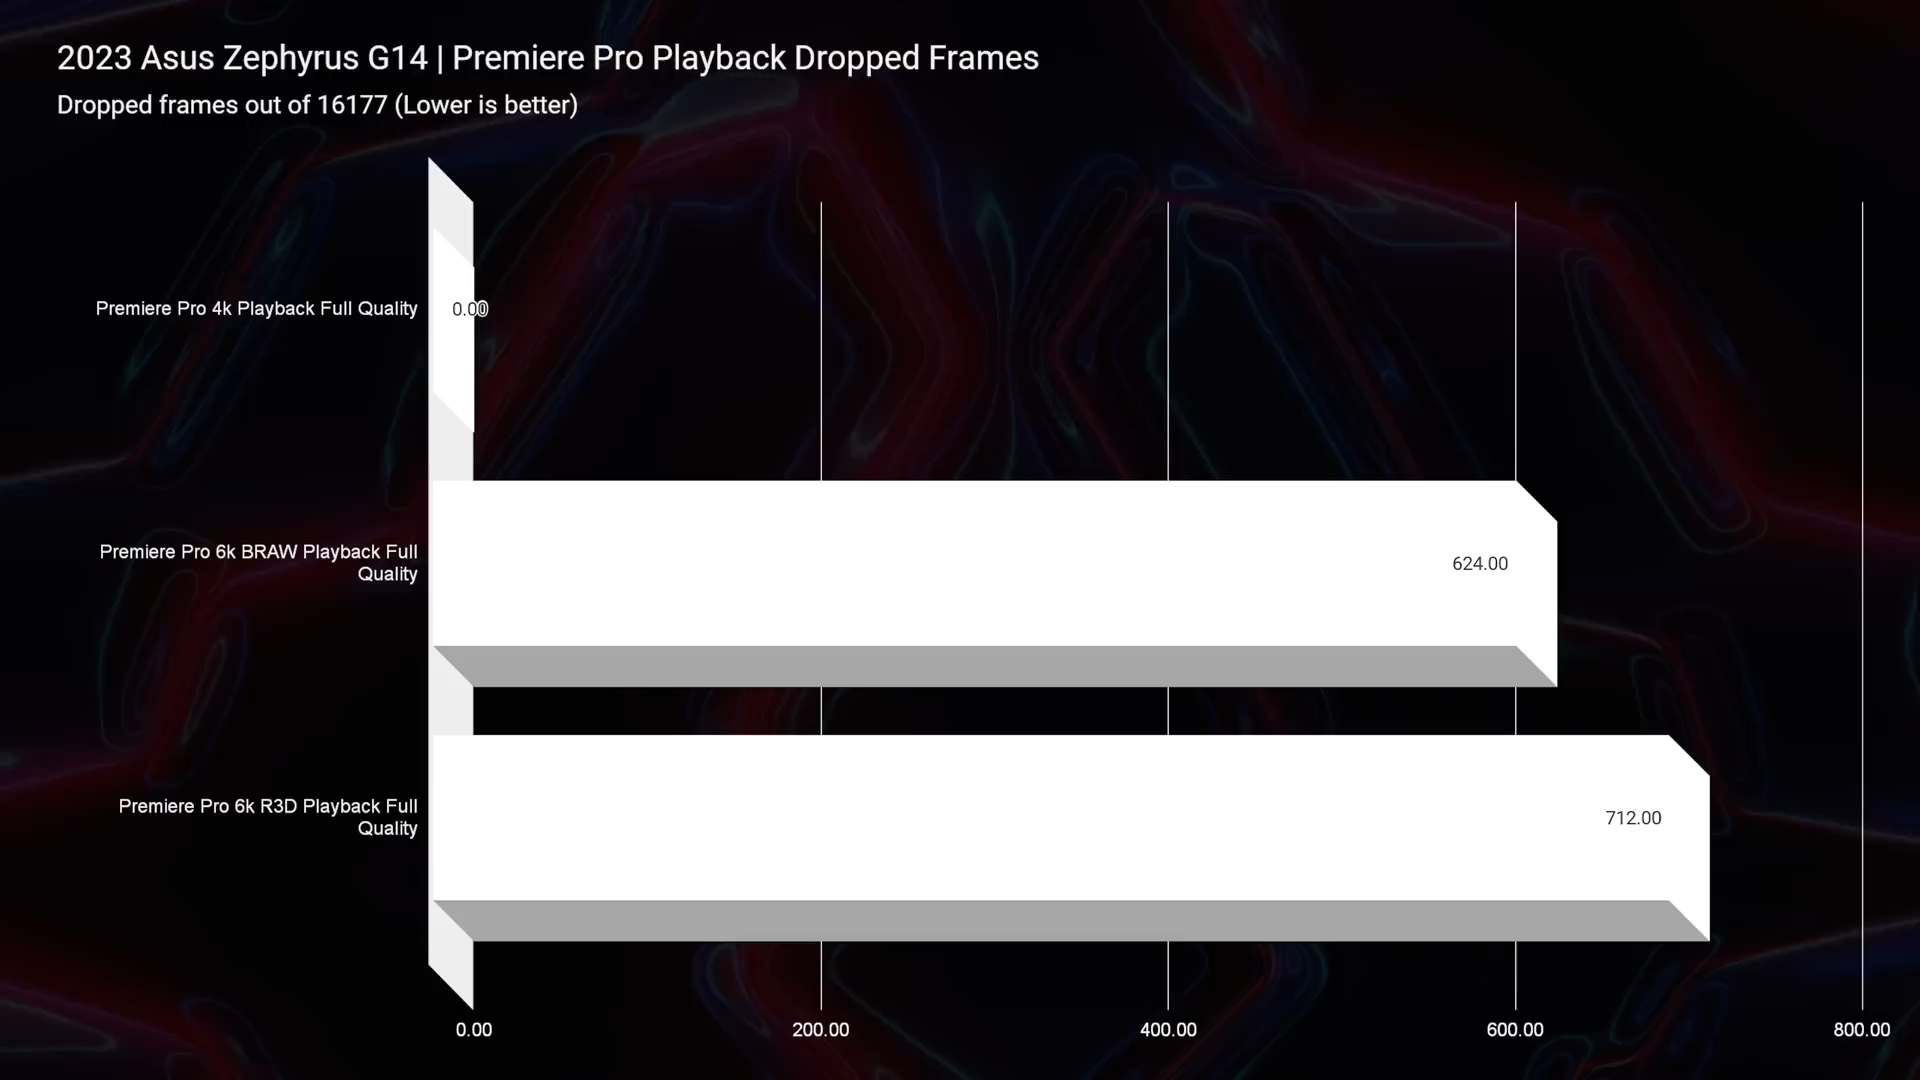 2023 Asus Zephyrus G14 | Premiere Pro Playback Dropped Frames
Dropped frames out of 16177 (Lower is better)
Premiere Pro 4k Playback Full Quality
0.00
Premiere Pro 6k BRAW Playback Full
Quality
624.00
Premiere Pro 6k R3D Playback Full
Quality
712.00
0.00 200.00 400.00 600.00 800.00